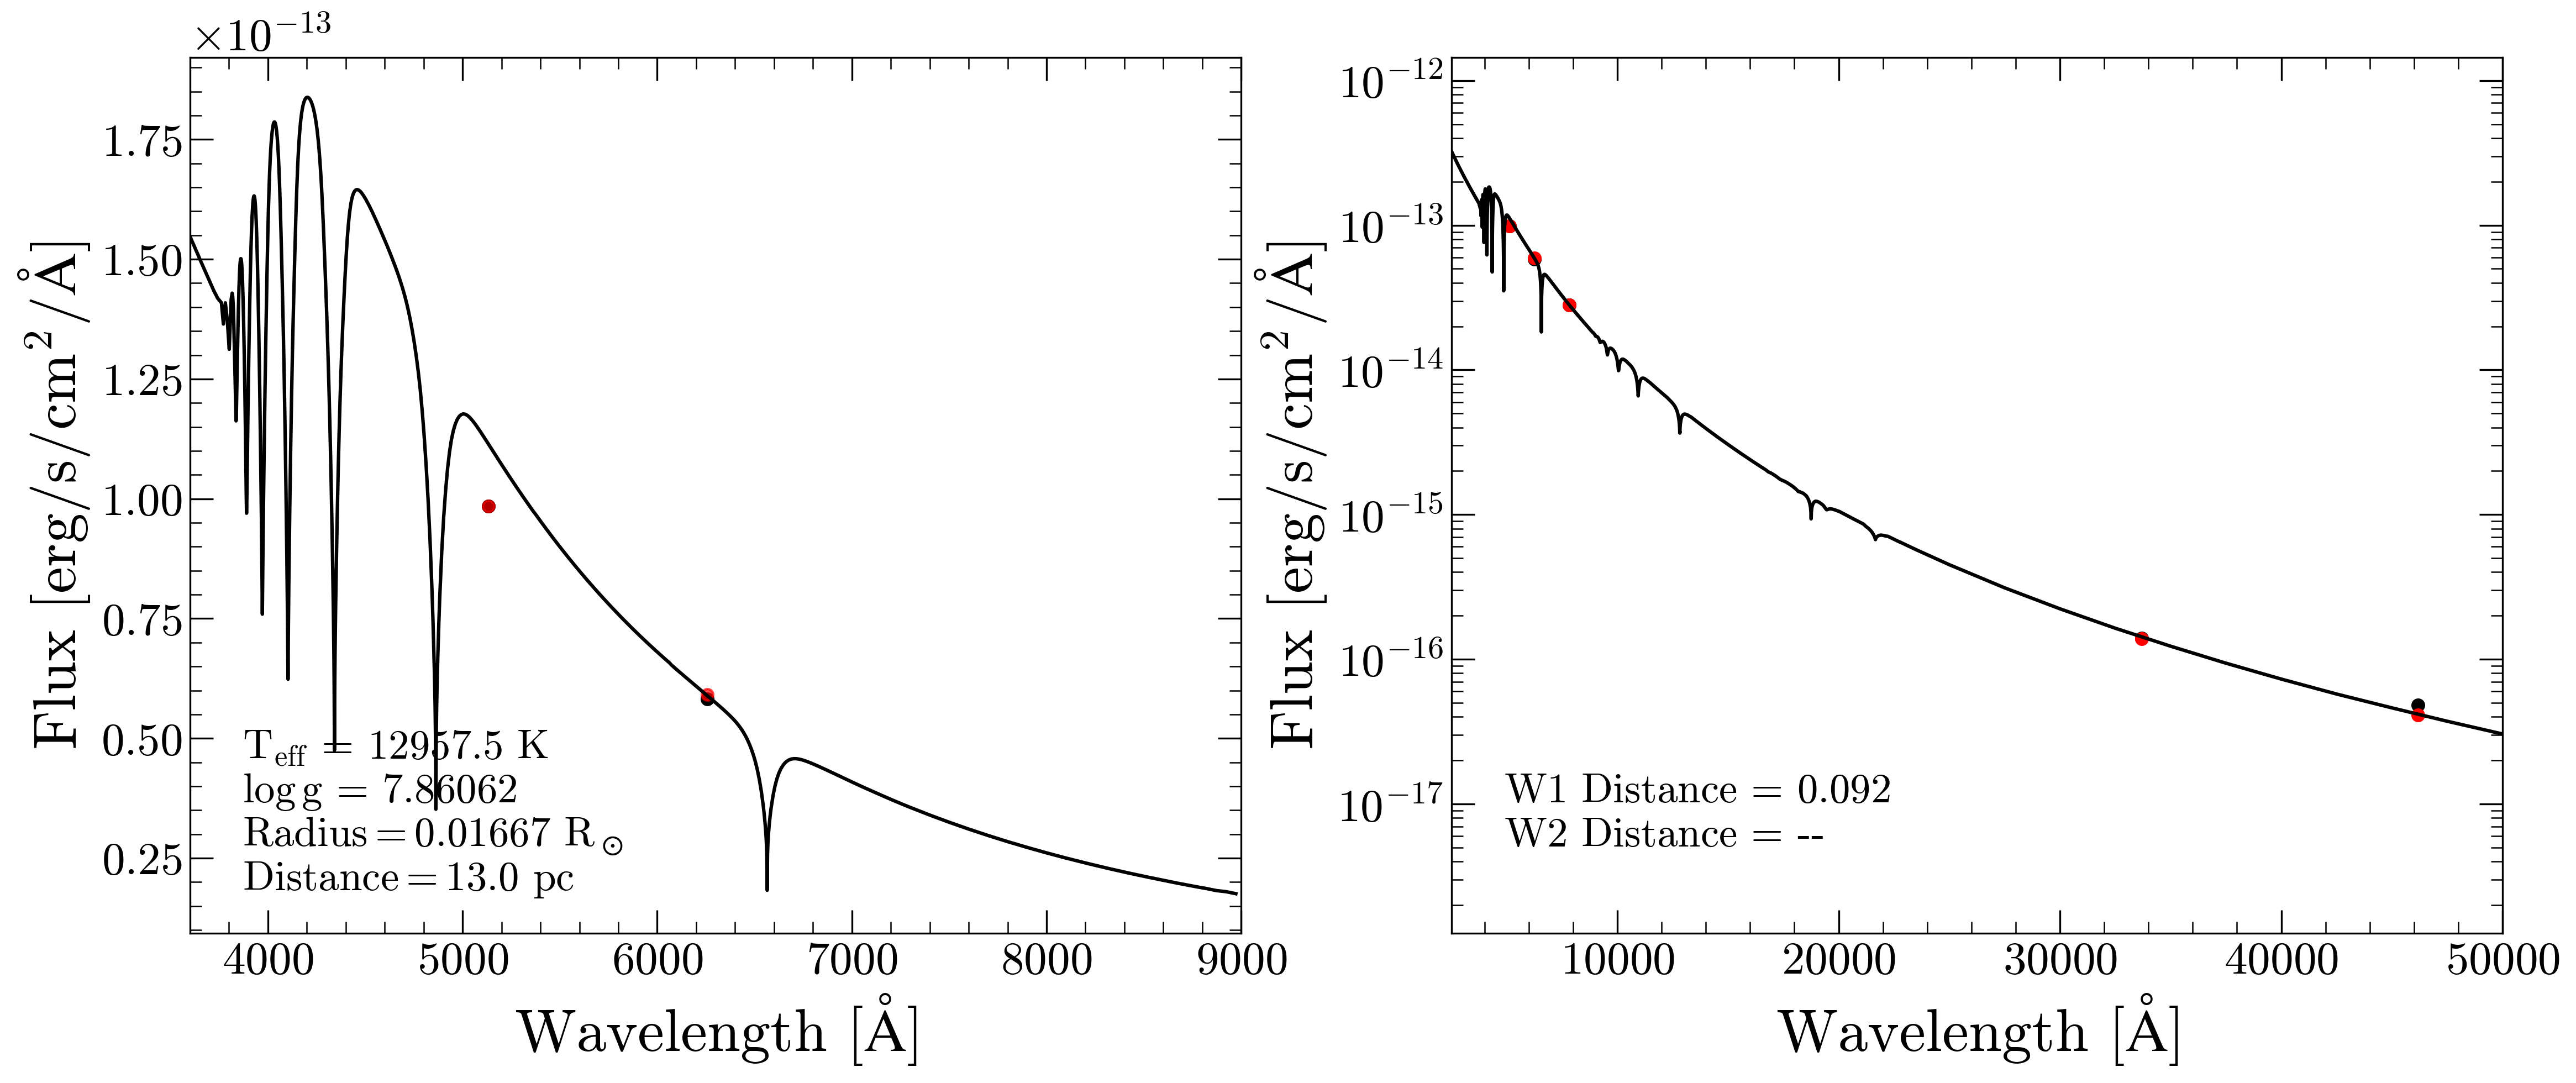 ×10⁻¹³
Flux [erg/s/cm²/Å]
1.75
1.50
1.25
1.00
0.75
0.50
0.25
T_eff = 12957.5 K
log g = 7.86062
Radius = 0.01667 R_⊙
Distance = 13.0 pc
4000 5000 6000 7000 8000 9000
Wavelength [Å]
Flux [erg/s/cm²/Å]
10⁻¹²
10⁻¹³
10⁻¹⁴
10⁻¹⁵
10⁻¹⁶
10⁻¹⁷
W1 Distance = 0.092
W2 Distance = --
10000 20000 30000 40000 50000
Wavelength [Å]